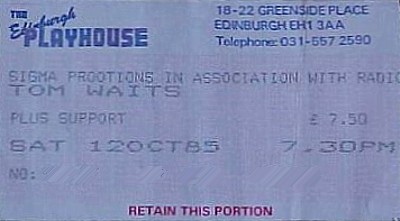 THE
Edinburgh
PLAYHOUSE
18-22 GREENSIDE PLACE
EDINBURGH EH1 3AA
Telephone: 031-557 2590
SIGMA PROOTIONS IN ASSOCIATION WITH RADIO
TOM WAITS
PLUS SUPPORT £ 7.50
SAT 12OCT85 7.30PM
NO:
RETAIN THIS PORTION